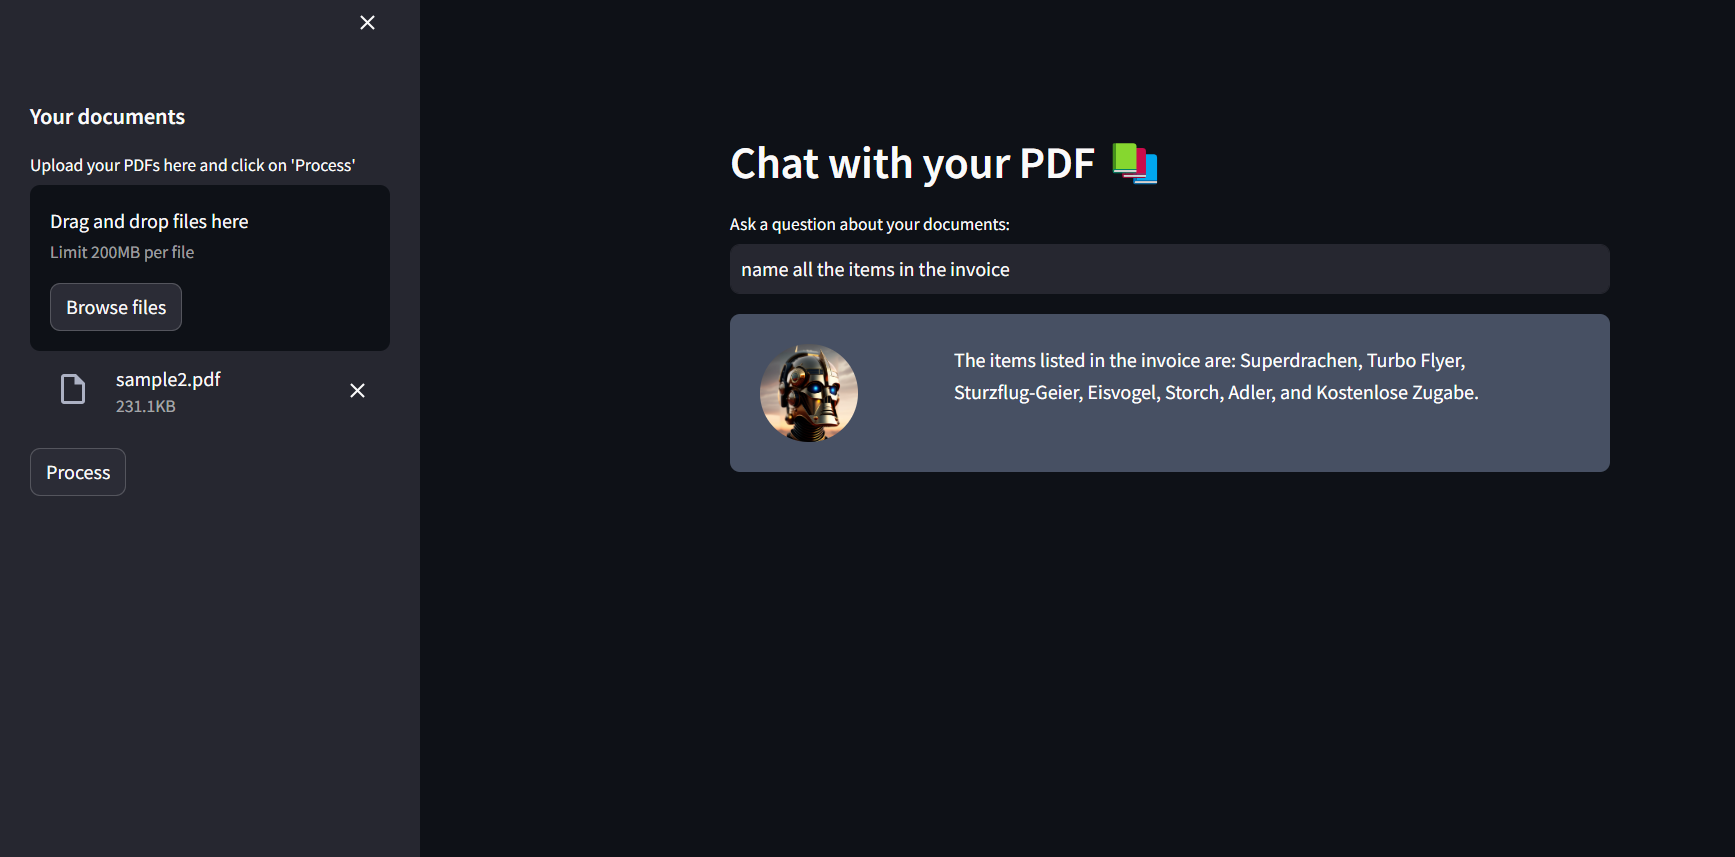 Your documents
Upload your PDFs here and click on 'Process'
Drag and drop files here
Limit 200MB per file
Browse files
sample2.pdf
231.1KB
Process
Chat with your PDF
Ask a question about your documents:
name all the items in the invoice
The items listed in the invoice are: Superdrachen, Turbo Flyer,
Sturzflug-Geier, Eisvogel, Storch, Adler, and Kostenlose Zugabe.